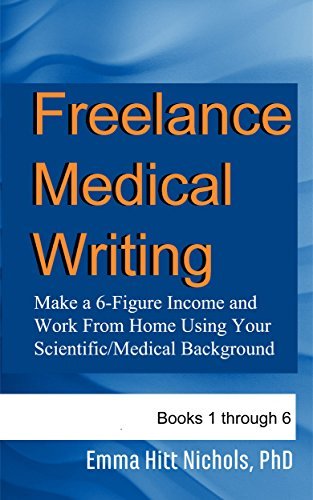 Freelance
Medical
Writing
Make a 6-Figure Income and
Work From Home Using Your
Scientific/Medical Background
Books 1 through 6
Emma Hitt Nichols, PhD